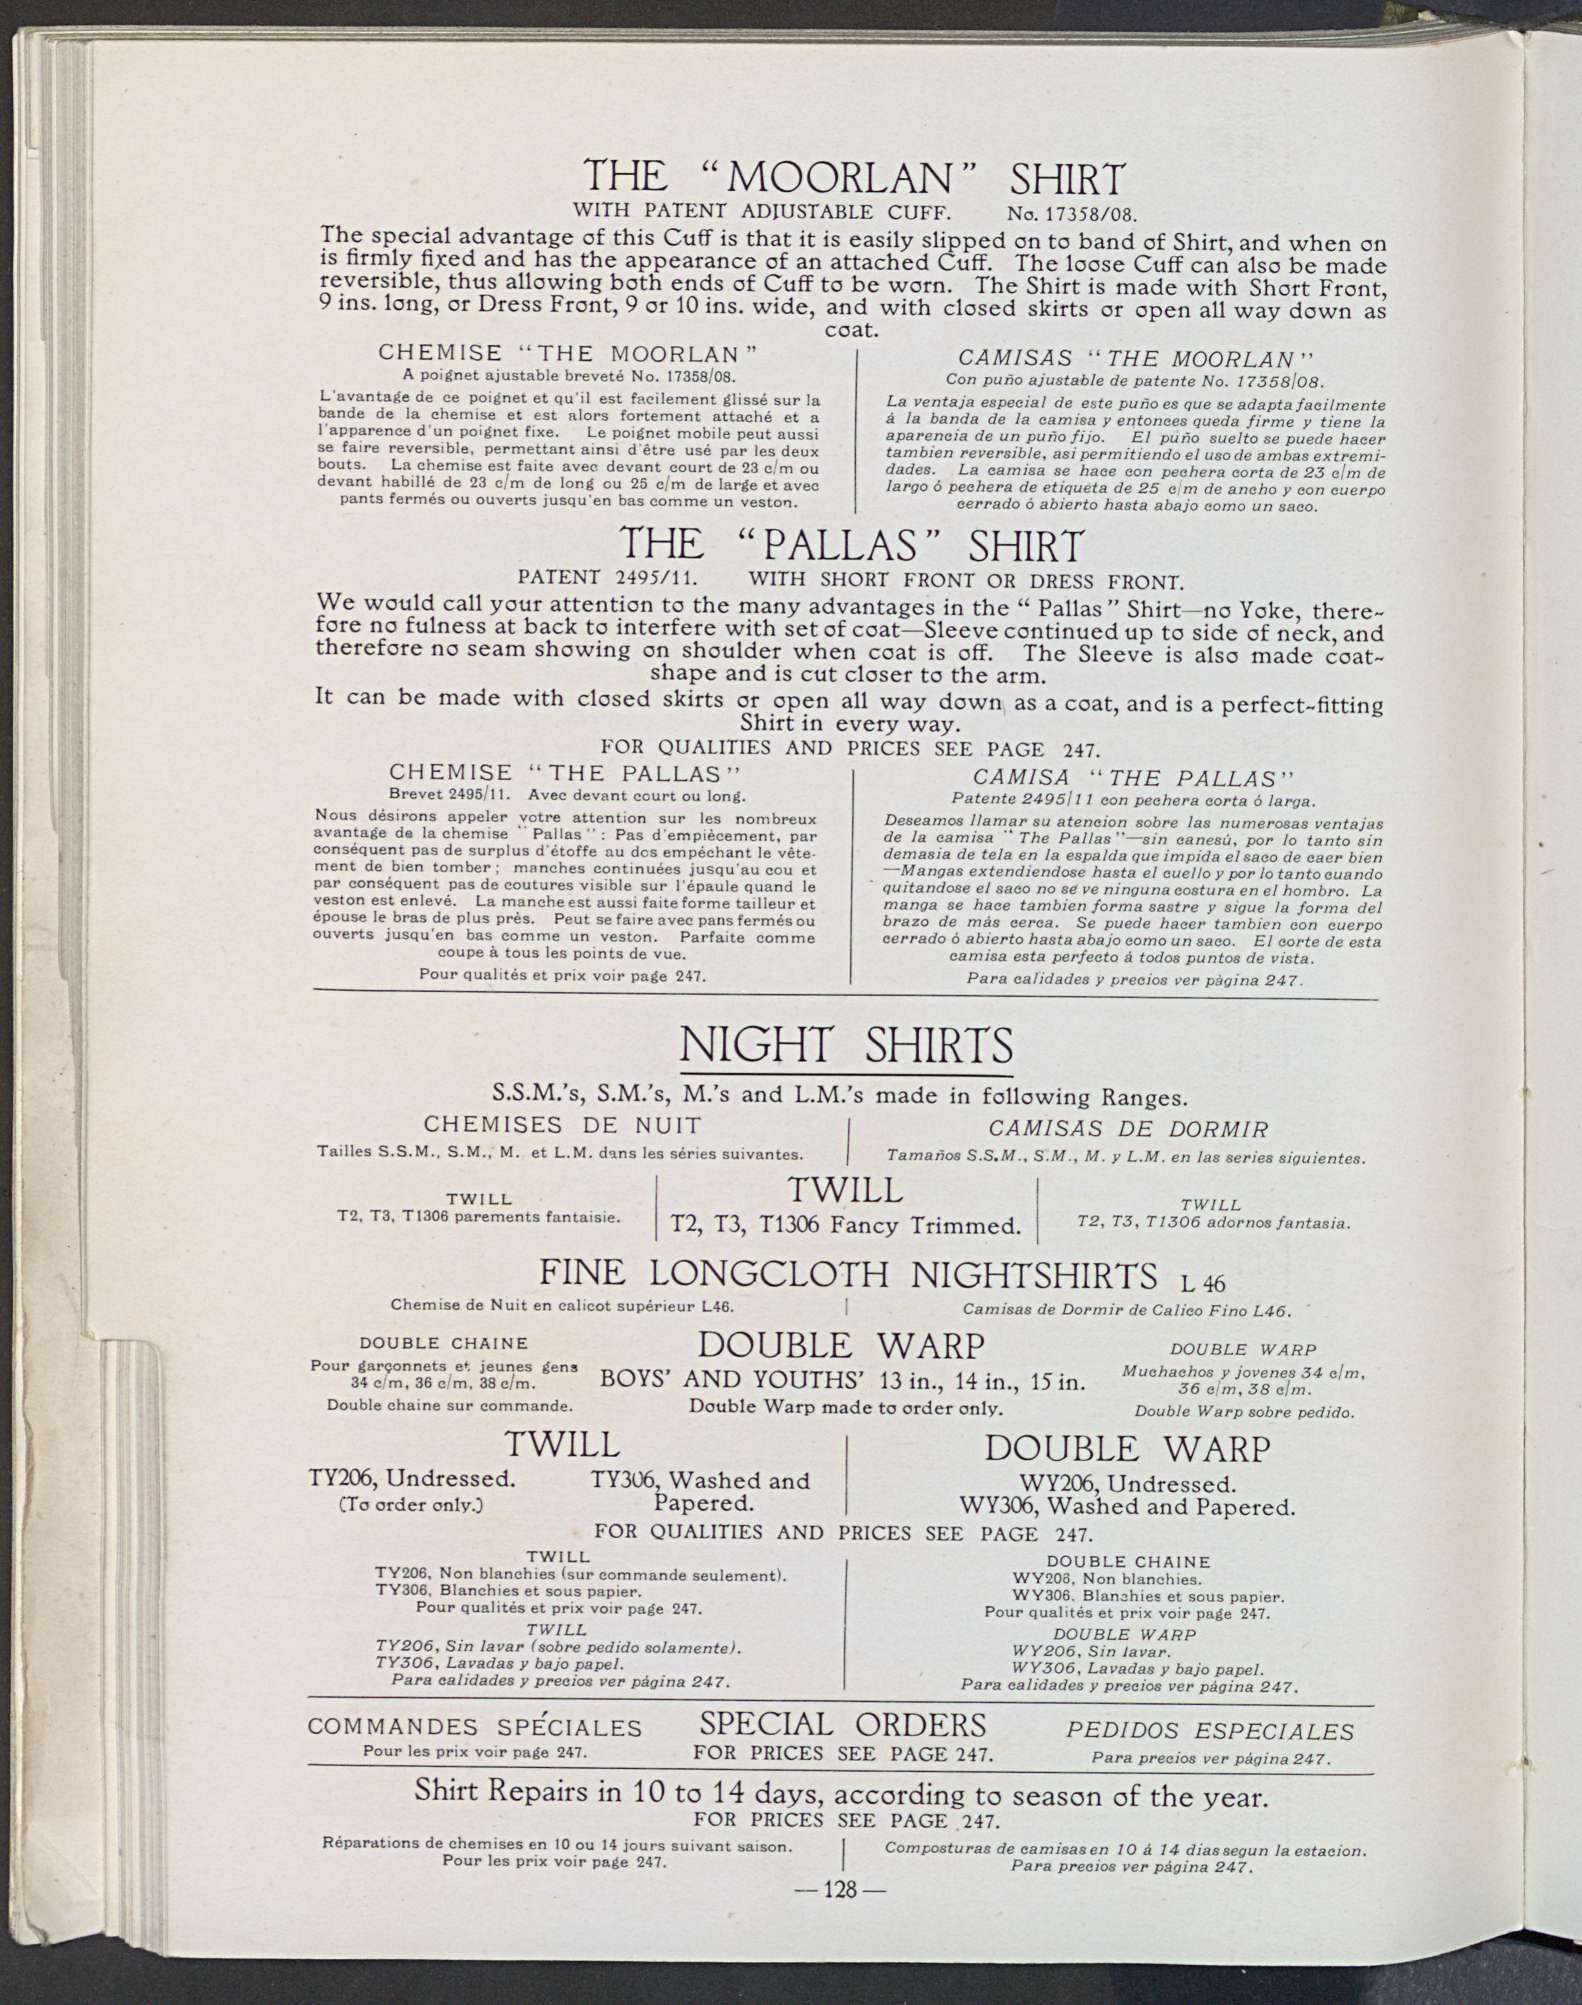 THE “MOORLAN” SHIRT
WITH PATENT ADJUSTABLE CUFF. No. 17358/08.
The special advantage of this Cuff is that it is easily slipped on to band of Shirt, and when on
is firmly fixed and has the appearance of an attached Cuff. The loose Cuff can also be made
reversible, thus allowing both ends of Cuff to be worn. The Shirt is made with Short Front,
9 ins. long, or Dress Front, 9 or 10 ins. wide, and with closed skirts or open all way down as
coat.
CHEMISE “THE MOORLAN”
A poignet ajustable breveté No. 17358/08.
L'avantage de ce poignet et qu'il est facilement glissé sur la
bande de la chemise et est alors fortement attaché et a
l'apparence d'un poignet fixe. Le poignet mobile peut aussi
se faire reversible, permettant ainsi d'être usé par les deux
bouts. La chemise est faite avec devant court de 23 c/m ou
devant habillé de 23 c/m de long ou 25 c/m de large et avec
pants fermés ou ouverts jusqu'en bas comme un veston.
CAMISAS “THE MOORLAN”
Con puño ajustable de patente No. 17358/08.
La ventaja especial de este puño es que se adapta facilmente
á la banda de la camisa y entonces queda firme y tiene la
aparencia de un puño fijo. El puño suelto se puede hacer
tambien reversible, asi permitiendo el uso de ambas extremi-
dades. La camisa se hace con pechera corta de 23 c/m de
largo ó pechera de etiquéta de 25 c/m de ancho y con cuerpo
cerrado ó abierto hasta abajo como un saco.
THE “PALLAS” SHIRT
PATENT 2495/11. WITH SHORT FRONT OR DRESS FRONT.
We would call your attention to the many advantages in the “Pallas” Shirt—no Yoke, there-
fore no fulness at back to interfere with set of coat—Sleeve continued up to side of neck, and
therefore no seam showing on shoulder when coat is off. The Sleeve is also made coat-
shape and is cut closer to the arm.
It can be made with closed skirts or open all way down as a coat, and is a perfect-fitting
Shirt in every way.
FOR QUALITIES AND PRICES SEE PAGE 247.
CHEMISE “THE PALLAS”
Brevet 2495/11. Avec devant court ou long.
Nous désirons appeler votre attention sur les nombreux
avantage de la chemise “Pallas”: Pas d'empiècement, par
conséquent pas de surplus d'étoffe au dos empéchant le vête-
ment de bien tomber; manches continuées jusqu'au cou et
par conséquent pas de coutures visible sur l'épaule quand le
veston est enlevé. La manche est aussi faite forme tailleur et
épouse le bras de plus près. Peut se faire avec pans fermés ou
ouverts jusqu'en bas comme un veston. Parfaite comme
coupe à tous les points de vue.
Pour qualités et prix voir page 247.
CAMISA “THE PALLAS”
Patente 2495/11 con pechera corta ó larga.
Deseamos llamar su atencion sobre las numerosas ventajas
de la camisa “The Pallas”—sin canesú, por lo tanto sin
demasia de tela en la espalda que impida el saco de caer bien
—Mangas extendiendose hasta el cuello y por lo tanto cuando
quitandose el saco no sé ve ninguna costura en el hombro. La
manga se hace tambien forma sastre y sigue la forma del
brazo de más cerca. Se puede hacer tambien con cuerpo
cerrado ó abierto hasta abajo como un saco. El corte de esta
camisa esta perfecto á todos puntos de vista.
Para calidades y precios ver pàgina 247.
NIGHT SHIRTS
S.S.M.'s, S.M.'s, M.'s and L.M.'s made in following Ranges.
CHEMISES DE NUIT
Tailles S.S.M., S.M., M. et L.M. dans les séries suivantes.
CAMISAS DE DORMIR
Tamaños S.S.M., S.M., M. y L.M. en las series siguientes.
TWILL
T2, T3, T1306 parements fantaisie.
TWILL
T2, T3, T1306 Fancy Trimmed.
TWILL
T2, T3, T1306 adornos fantasia.
FINE LONGCLOTH NIGHTSHIRTS L 46
Chemise de Nuit en calicot supérieur L46.
Camisas de Dormir de Calico Fino L46.
DOUBLE CHAINE
Pour garçonnets et jeunes gens
34 c/m, 36 c/m, 38 c/m.
Double chaine sur commande.
DOUBLE WARP
BOYS' AND YOUTHS' 13 in., 14 in., 15 in.
Double Warp made to order only.
DOUBLE WARP
Muchachos y jovenes 34 c/m,
36 c/m, 38 c/m.
Double Warp sobre pedido.
TWILL
TY206, Undressed.
(To order only.)
TY306, Washed and
Papered.
DOUBLE WARP
WY206, Undressed.
WY306, Washed and Papered.
FOR QUALITIES AND PRICES SEE PAGE 247.
TWILL
TY206, Non blanchies (sur commande seulement).
TY306, Blanchies et sous papier.
Pour qualités et prix voir page 247.
TWILL
TY206, Sin lavar (sobre pedido solamente).
TY306, Lavadas y bajo papel.
Para calidades y precios ver página 247.
DOUBLE CHAINE
WY206, Non blanchies.
WY306, Blanchies et sous papier.
Pour qualités et prix voir page 247.
DOUBLE WARP
WY206, Sin lavar.
WY306, Lavadas y bajo papel.
Para calidades y precios ver página 247.
COMMANDES SPÉCIALES
Pour les prix voir page 247.
SPECIAL ORDERS
FOR PRICES SEE PAGE 247.
PEDIDOS ESPECIALES
Para precios ver página 247.
Shirt Repairs in 10 to 14 days, according to season of the year.
FOR PRICES SEE PAGE 247.
Réparations de chemises en 10 ou 14 jours suivant saison.
Pour les prix voir page 247.
Composturas de camisas en 10 á 14 dias segun la estacion.
Para precios ver página 247.
—128—